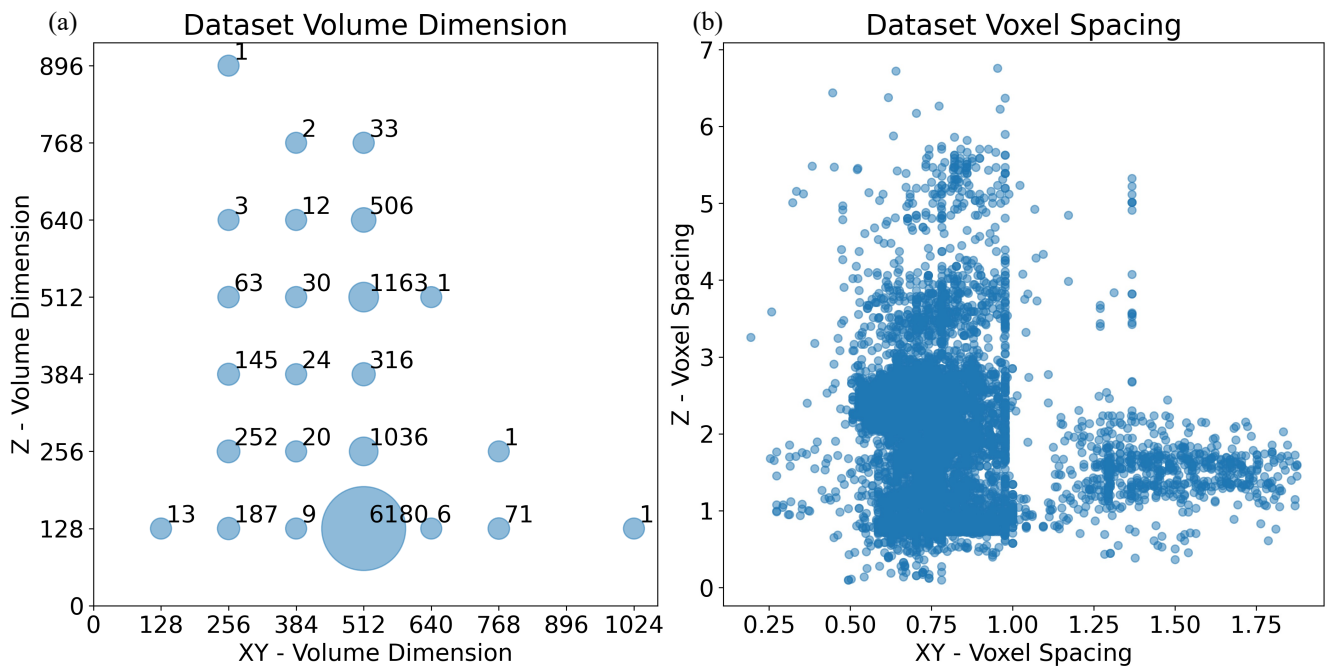 (a)
Dataset Volume Dimension
Z - Volume Dimension
896
768
640
512
384
256
128
0
1
2 33
3 12 506
63 30 1163 1
145 24 316
252 20 1036 1
13 187 9 6180 6 71 1
0 128 256 384 512 640 768 896 1024
XY - Volume Dimension
(b)
Dataset Voxel Spacing
Z - Voxel Spacing
7
6
5
4
3
2
1
0
0.25 0.50 0.75 1.00 1.25 1.50 1.75
XY - Voxel Spacing